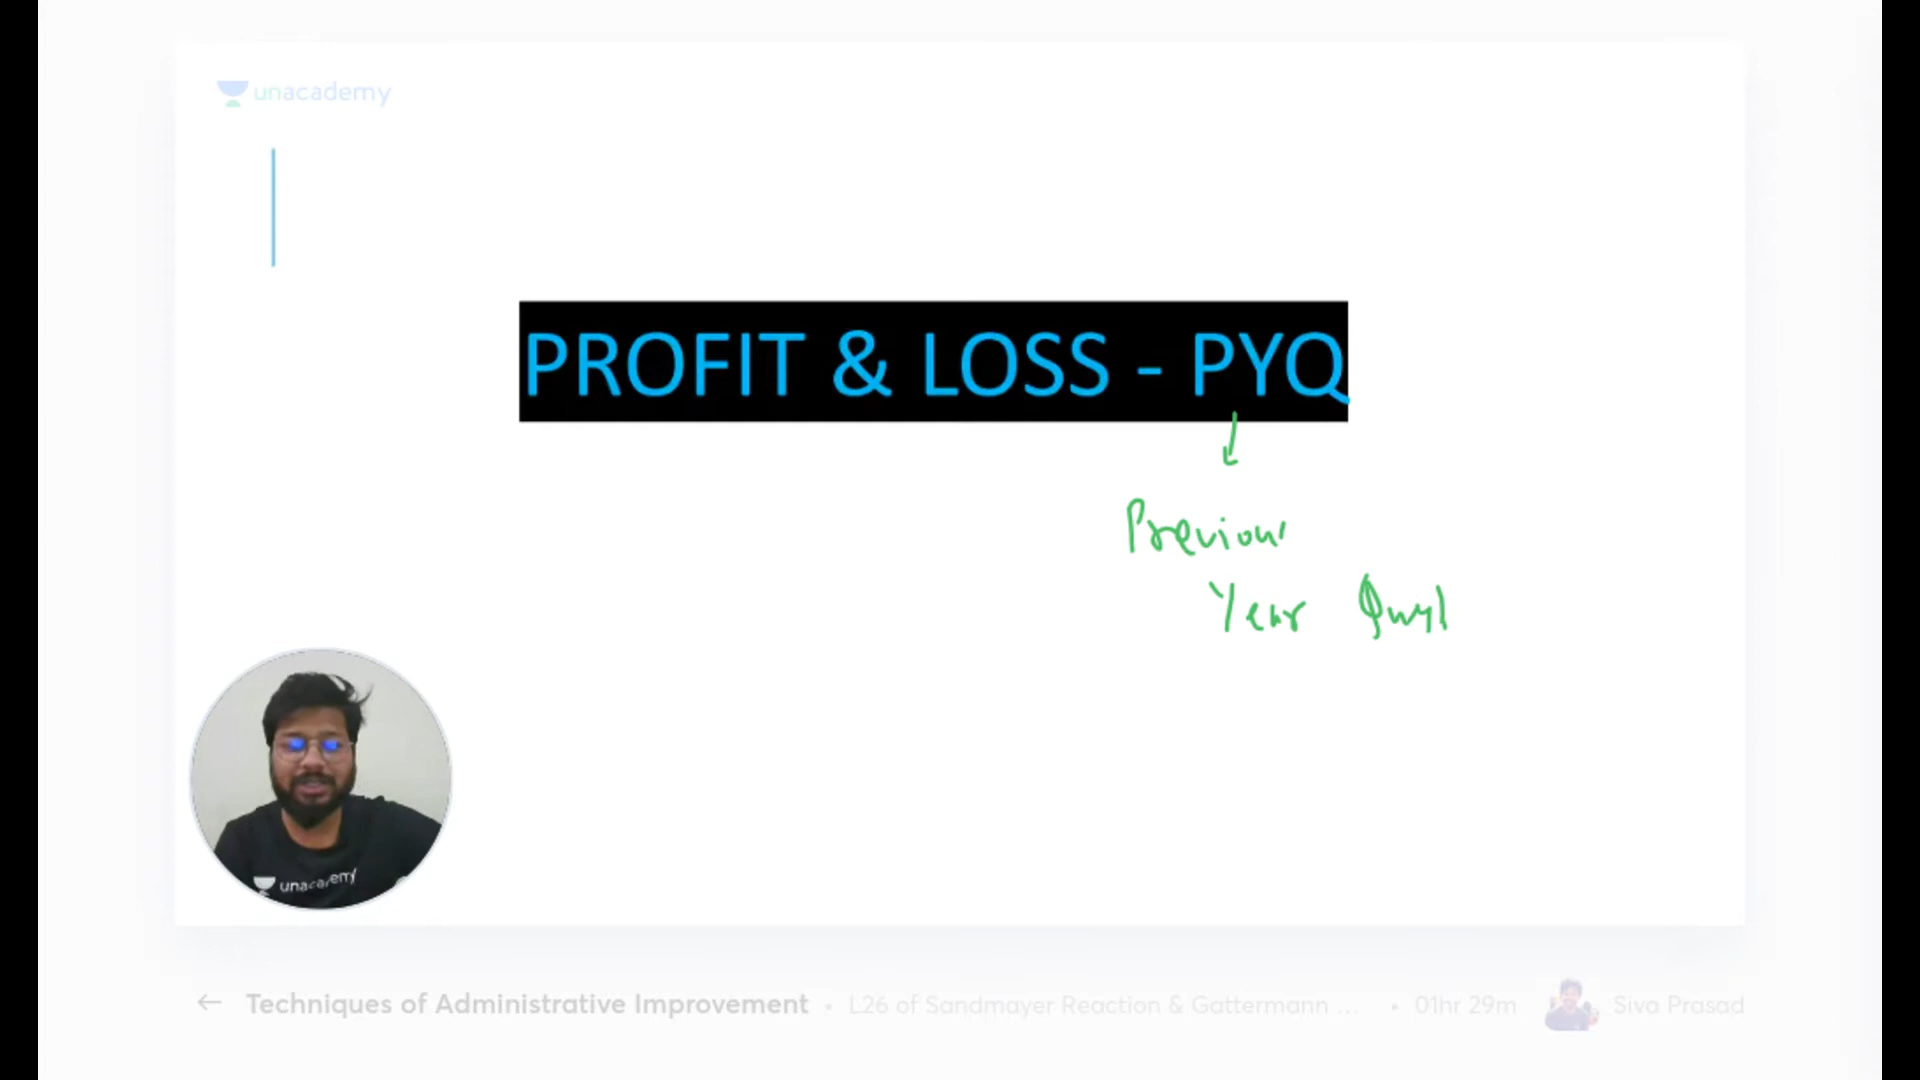 unacademy
PROFIT & LOSS - PYQ
Previous
Year
unacademy
← Techniques of Administrative Improvement • L26 of Sandmayer Reaction & Gattermann ... • 01hr 29m Siva Prasad